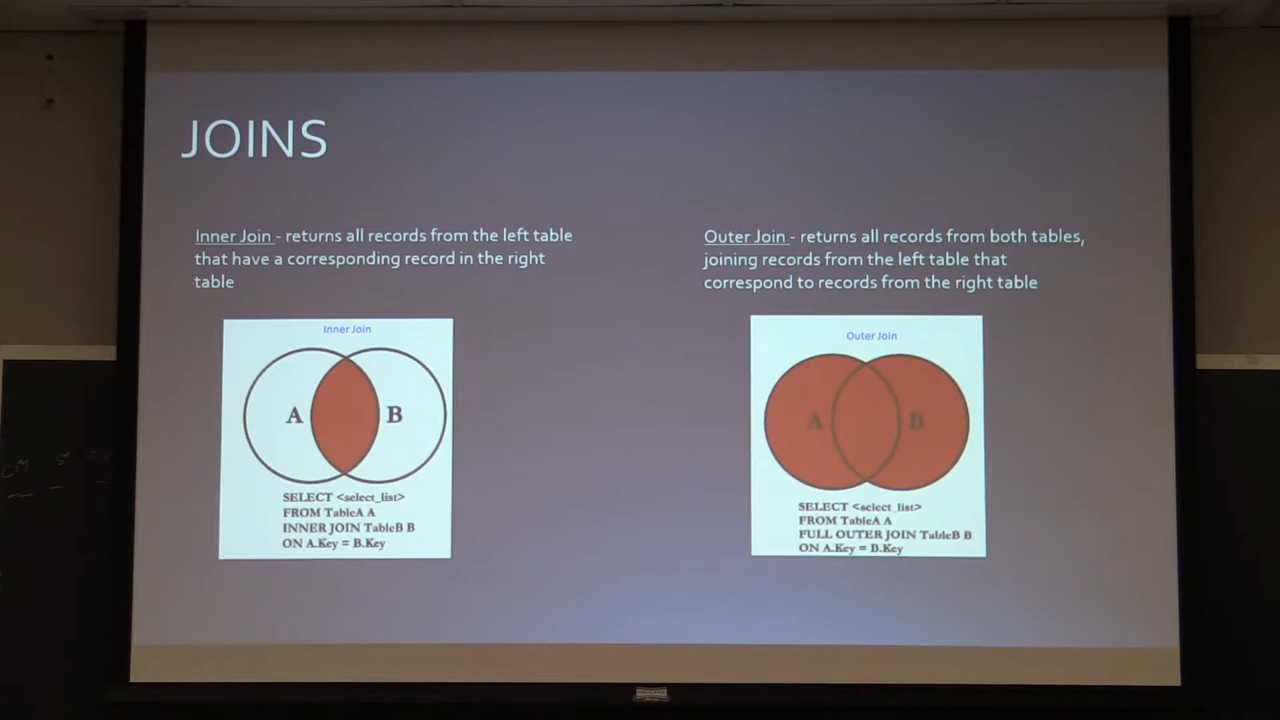 JOINS
Inner Join - returns all records from the left table
that have a corresponding record in the right
table
Inner Join
A
B
SELECT <select_list>
FROM TableA A
INNER JOIN TableB B
ON A.Key = B.Key
Outer Join - returns all records from both tables,
joining records from the left table that
correspond to records from the right table
Outer Join
A
B
SELECT <select_list>
FROM TableA A
FULL OUTER JOIN TableB B
ON A.Key = B.Key